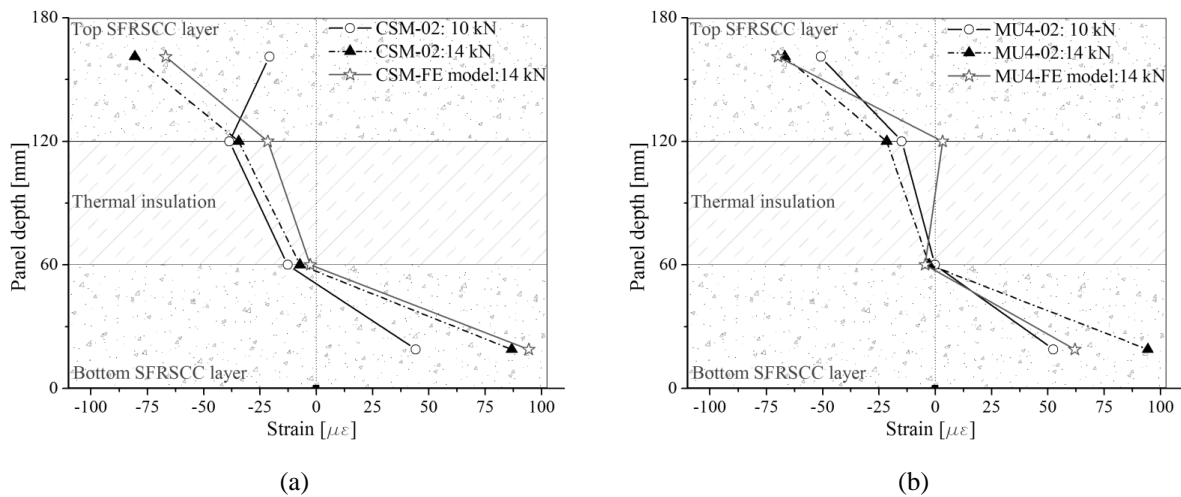 180
120
60
0
Panel depth [mm]
Top SFRSCC layer
Thermal insulation
Bottom SFRSCC layer
CSM-02: 10 kN
CSM-02:14 kN
CSM-FE model:14 kN
-100 -75 -50 -25 0 25 50 75 100
Strain [με]
(a)
180
120
60
0
Panel depth [mm]
Top SFRSCC layer
Thermal insulation
Bottom SFRSCC layer
MU4-02: 10 kN
MU4-02:14 kN
MU4-FE model:14 kN
-100 -75 -50 -25 0 25 50 75 100
Strain [με]
(b)